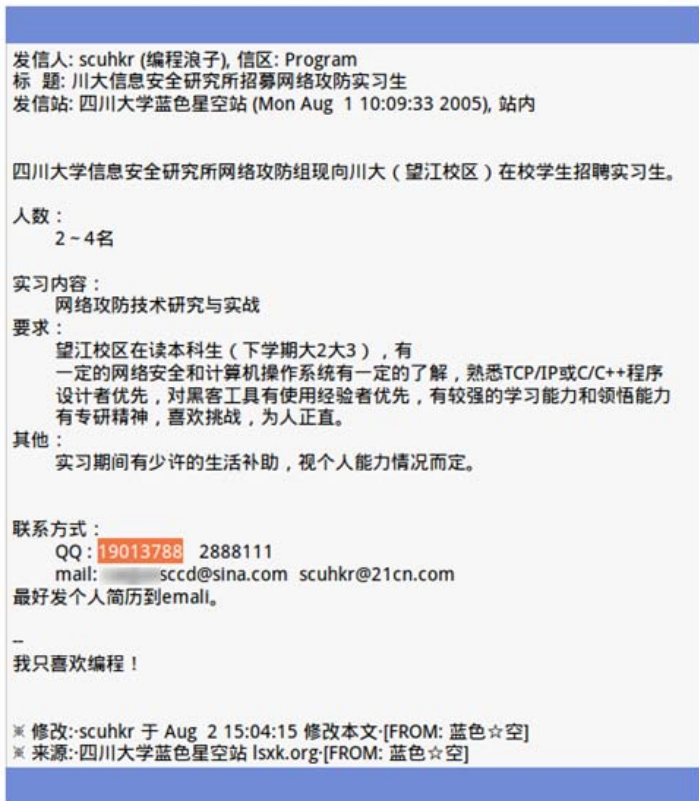 发信人: scuhkr (编程浪子), 信区: Program
标 题: 川大信息安全研究所招募网络攻防实习生
发信站: 四川大学蓝色星空站 (Mon Aug 1 10:09:33 2005), 站内
四川大学信息安全研究所网络攻防组现向川大（望江校区）在校学生招聘实习生。
人数：
2～4名
实习内容：
网络攻防技术研究与实战
要求：
望江校区在读本科生（下学期大2大3），有
一定的网络安全和计算机操作系统有一定的了解，熟悉TCP/IP或C/C++程序
设计者优先，对黑客工具有使用经验者优先，有较强的学习能力和领悟能力
有专研精神，喜欢挑战，为人正直。
其他：
实习期间有少许的生活补助，视个人能力情况而定。
联系方式：
QQ : 19013788 2888111
mail: sccd@sina.com scuhkr@21cn.com
最好发个人简历到emali。
--
我只喜欢编程！
※ 修改:·scuhkr 于 Aug 2 15:04:15 修改本文·[FROM: 蓝色☆空]
※ 来源:·四川大学蓝色星空站 lsxk.org·[FROM: 蓝色☆空]